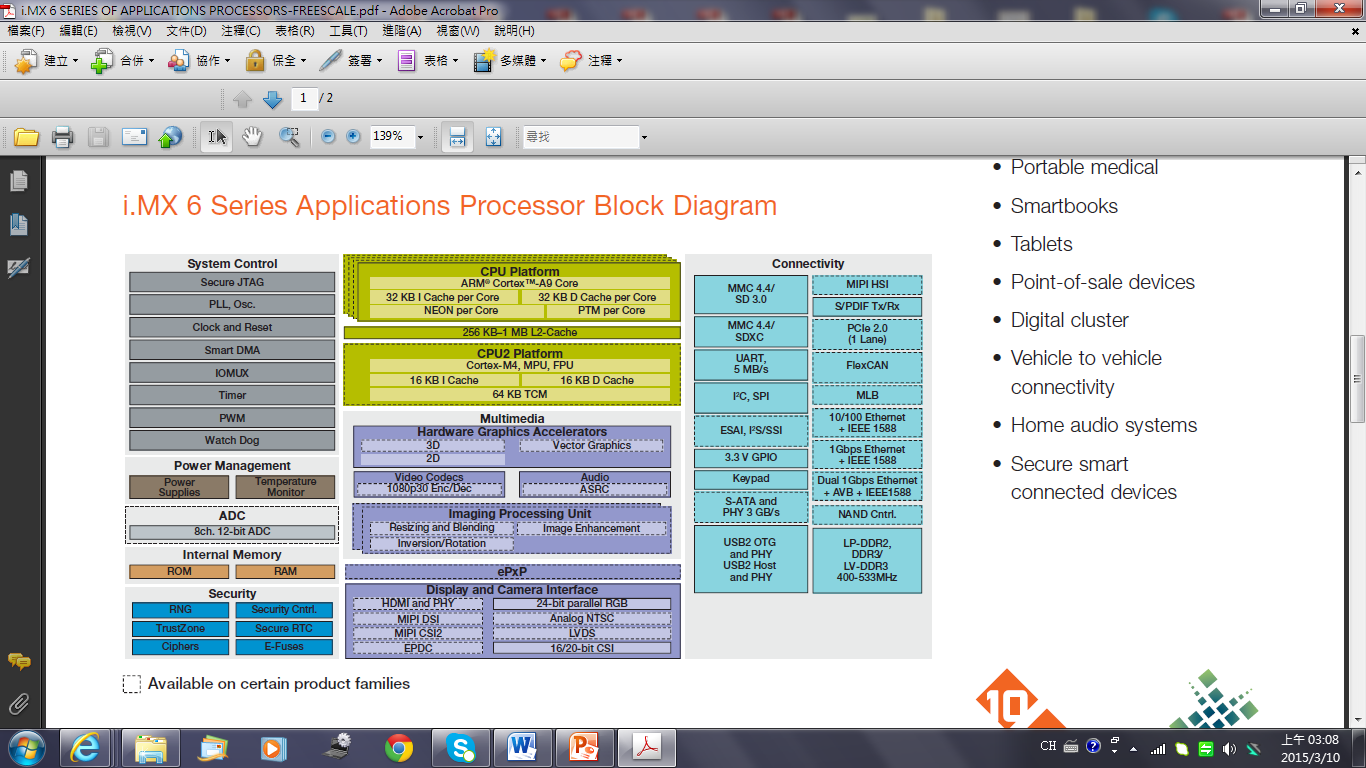 i.MX 6 SERIES OF APPLICATIONS PROCESSORS-FREESCALE.pdf - Adobe Acrobat Pro
檔案(F) 編輯(E) 檢視(V) 文件(D) 注釋(C) 表格(R) 工具(T) 進階(A) 視窗(W) 說明(H)
建立 合併 協作 保全 簽署 表格 多媒體 注釋
1 / 2
139% 尋找
i.MX 6 Series Applications Processor Block Diagram
System Control
Secure JTAG
PLL, Osc.
Clock and Reset
Smart DMA
IOMUX
Timer
PWM
Watch Dog
Power Management
Power
Supplies
Temperature
Monitor
ADC
8ch. 12-bit ADC
Internal Memory
ROM
RAM
Security
RNG
Security Cntrl.
TrustZone
Secure RTC
Ciphers
E-Fuses
CPU Platform
ARM® Cortex™-A9 Core
32 KB I Cache per Core
32 KB D Cache per Core
NEON per Core
PTM per Core
256 KB–1 MB L2-Cache
CPU2 Platform
Cortex-M4, MPU, FPU
16 KB I Cache
16 KB D Cache
64 KB TCM
Multimedia
Hardware Graphics Accelerators
3D
Vector Graphics
2D
Video Codecs
1080p30 Enc/Dec
Audio
ASRC
Imaging Processing Unit
Resizing and Blending
Image Enhancement
Inversion/Rotation
ePxP
Display and Camera Interface
HDMI and PHY
24-bit parallel RGB
MIPI DSI
Analog NTSC
MIPI CSI2
LVDS
EPDC
16/20-bit CSI
Connectivity
MMC 4.4/
SD 3.0
MMC 4.4/
SDXC
UART,
5 MB/s
I²C, SPI
ESAI, I²S/SSI
3.3 V GPIO
Keypad
S-ATA and
PHY 3 GB/s
USB2 OTG
and PHY
USB2 Host
and PHY
MIPI HSI
S/PDIF Tx/Rx
PCIe 2.0
(1 Lane)
FlexCAN
MLB
10/100 Ethernet
+ IEEE 1588
1Gbps Ethernet
+ IEEE 1588
Dual 1Gbps Ethernet
+ AVB + IEEE1588
NAND Cntrl.
LP-DDR2,
DDR3/
LV-DDR3
400-533MHz
Available on certain product families
• Portable medical
• Smartbooks
• Tablets
• Point-of-sale devices
• Digital cluster
• Vehicle to vehicle
connectivity
• Home audio systems
• Secure smart
connected devices
10
CH
上午 03:08
2015/3/10